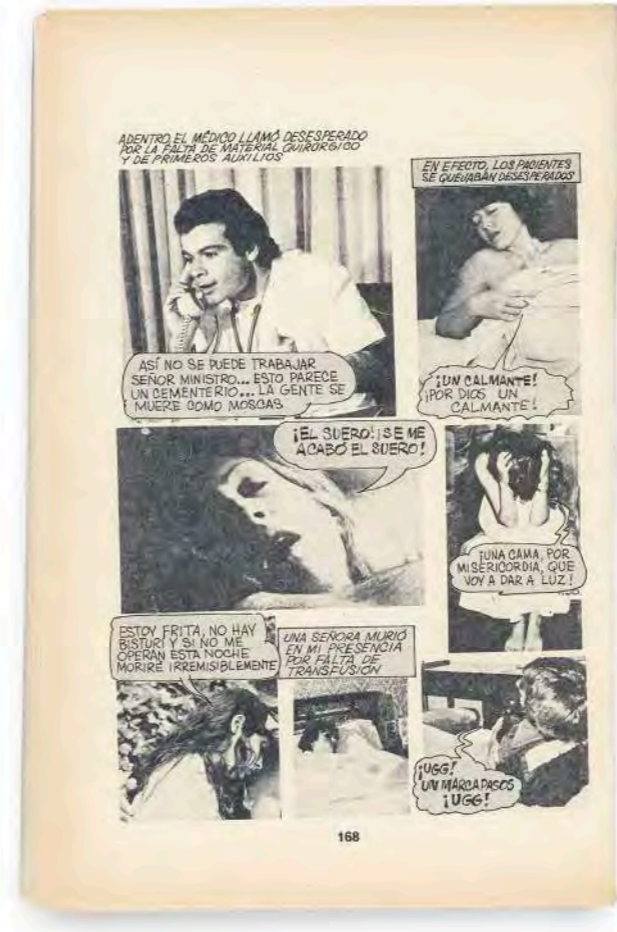 ADENTRO EL MÉDICO LLAMÓ DESESPERADO
POR LA FALTA DE MATERIAL QUIRÚRGICO
Y DE PRIMEROS AUXILIOS
ASÍ NO SE PUEDE TRABAJAR
SEÑOR MINISTRO... ESTO PARECE
UN CEMENTERIO... LA GENTE SE
MUERE COMO MOSCAS
EN EFECTO, LOS PACIENTES
SE QUEJABAN DESESPERADOS
¡UN CALMANTE!
¡POR DIOS UN
CALMANTE!
¡EL SUERO! ¡SE ME
ACABÓ EL SUERO!
¡UNA CAMA, POR
MISERICORDIA, QUE
VOY A DAR A LUZ!
ESTOY FRITA, NO HAY
BISTURÍ Y SI NO ME
OPERAN ESTA NOCHE
MORIRÉ IRREMISIBLEMENTE
UNA SEÑORA MURIÓ
EN MI PRESENCIA
POR FALTA DE
TRANSFUSIÓN
¡UGG!
UN MARCAPASOS
¡UGG!
168